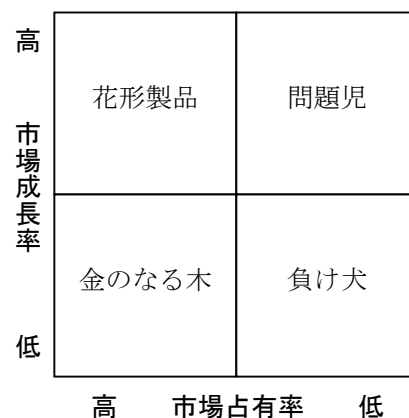 高
花形製品 問題児
市場成長率
金のなる木 負け犬
低
高 市場占有率 低